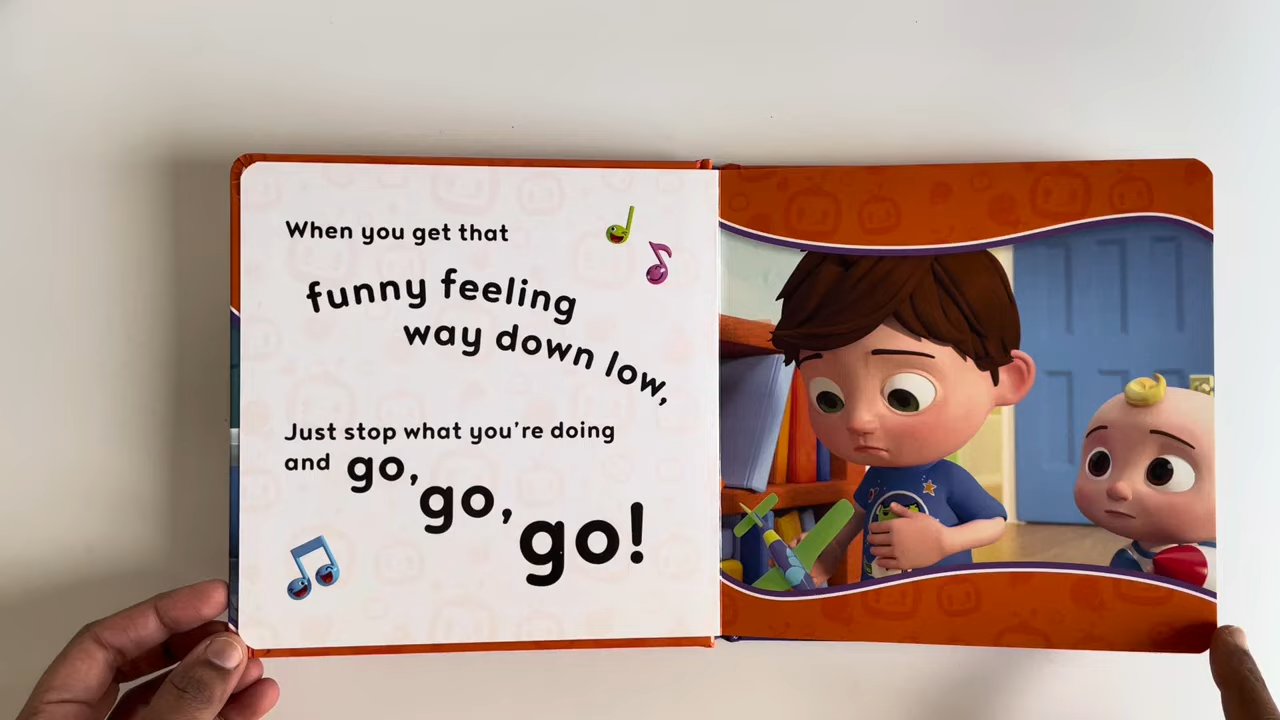 When you get that
funny feeling
way down low,
Just stop what you're doing
and go, go, go!